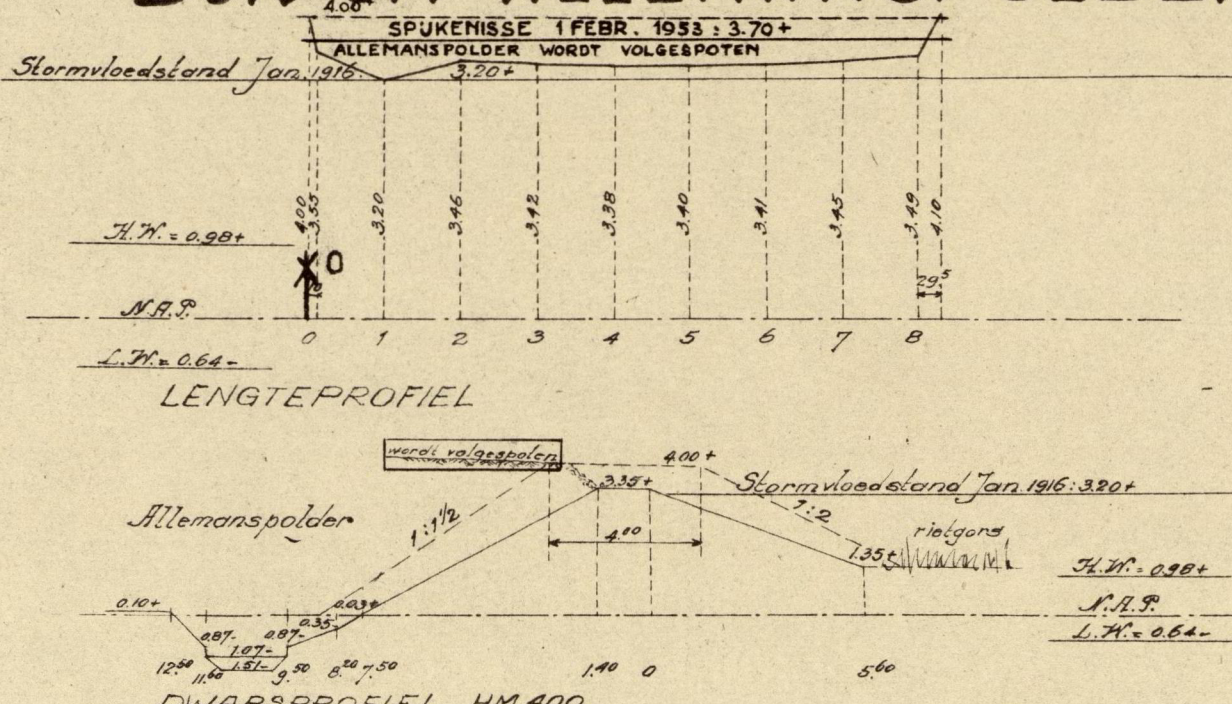 4.00
SPIJKENISSE 1 FEBR. 1953 : 3.70+
ALLEMANSPOLDER WORDT VOLGESPOTEN
Stormvloedstand Jan. 1916: 3.20+
4.00 3.55 3.20 3.46 3.42 3.38 3.40 3.41 3.45 3.49 4.10
H.W. = 0.98+
0
29.5
N.A.P.
0 1 2 3 4 5 6 7 8
L.W. = 0.64-
LENGTEPROFIEL
wordt volgespoten
4.00+
3.35+
Stormvloedstand Jan. 1916: 3.20+
Allemanspolder
1:1½
1:2
4.00
rietgors
1.35+
H.W. = 0.98+
0.10+
0.03+
N.A.P.
0.35-
0.87- 0.87-
L.W. = 0.64-
1.07-
1.51-
12.50 11.60 9.50 8.20 7.50 1.40 0 5.60
DWARSPROFIEL HM 400